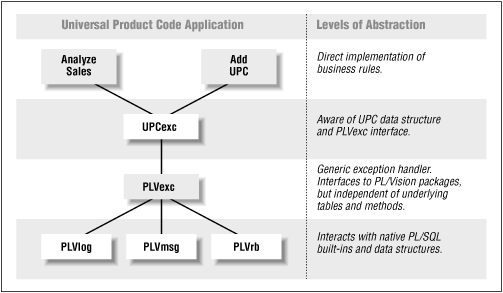 Universal Product Code Application
Levels of Abstraction
Analyze
Sales
Add
UPC
Direct implementation of
business rules.
UPCexc
Aware of UPC data structure
and PLVexc interface.
PLVexc
Generic exception handler.
Interfaces to PL/Vision packages,
but independent of underlying
tables and methods.
PLVlog
PLVmsg
PLVrb
Interacts with native PL/SQL
built-ins and data structures.